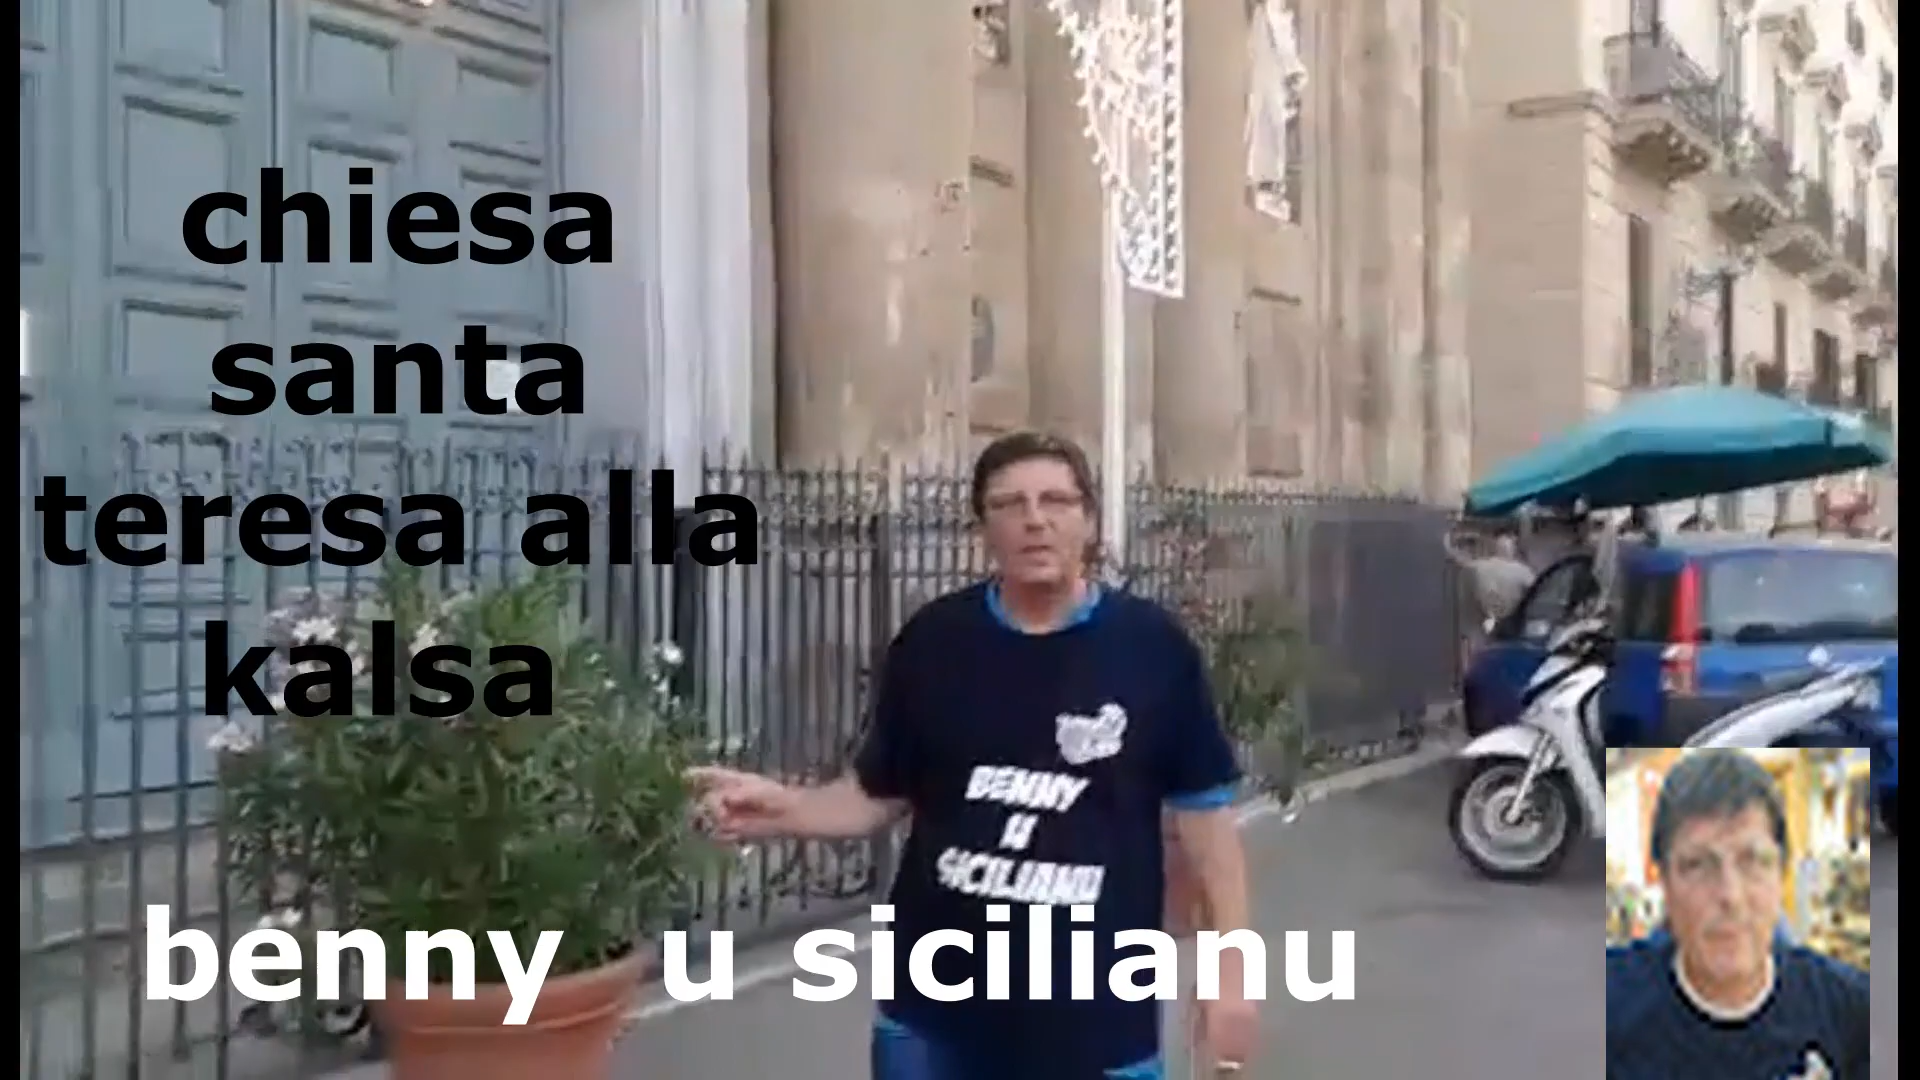 chiesa
santa
teresa alla
kalsa
BENNY
U
SICILIANU
benny u sicilianu